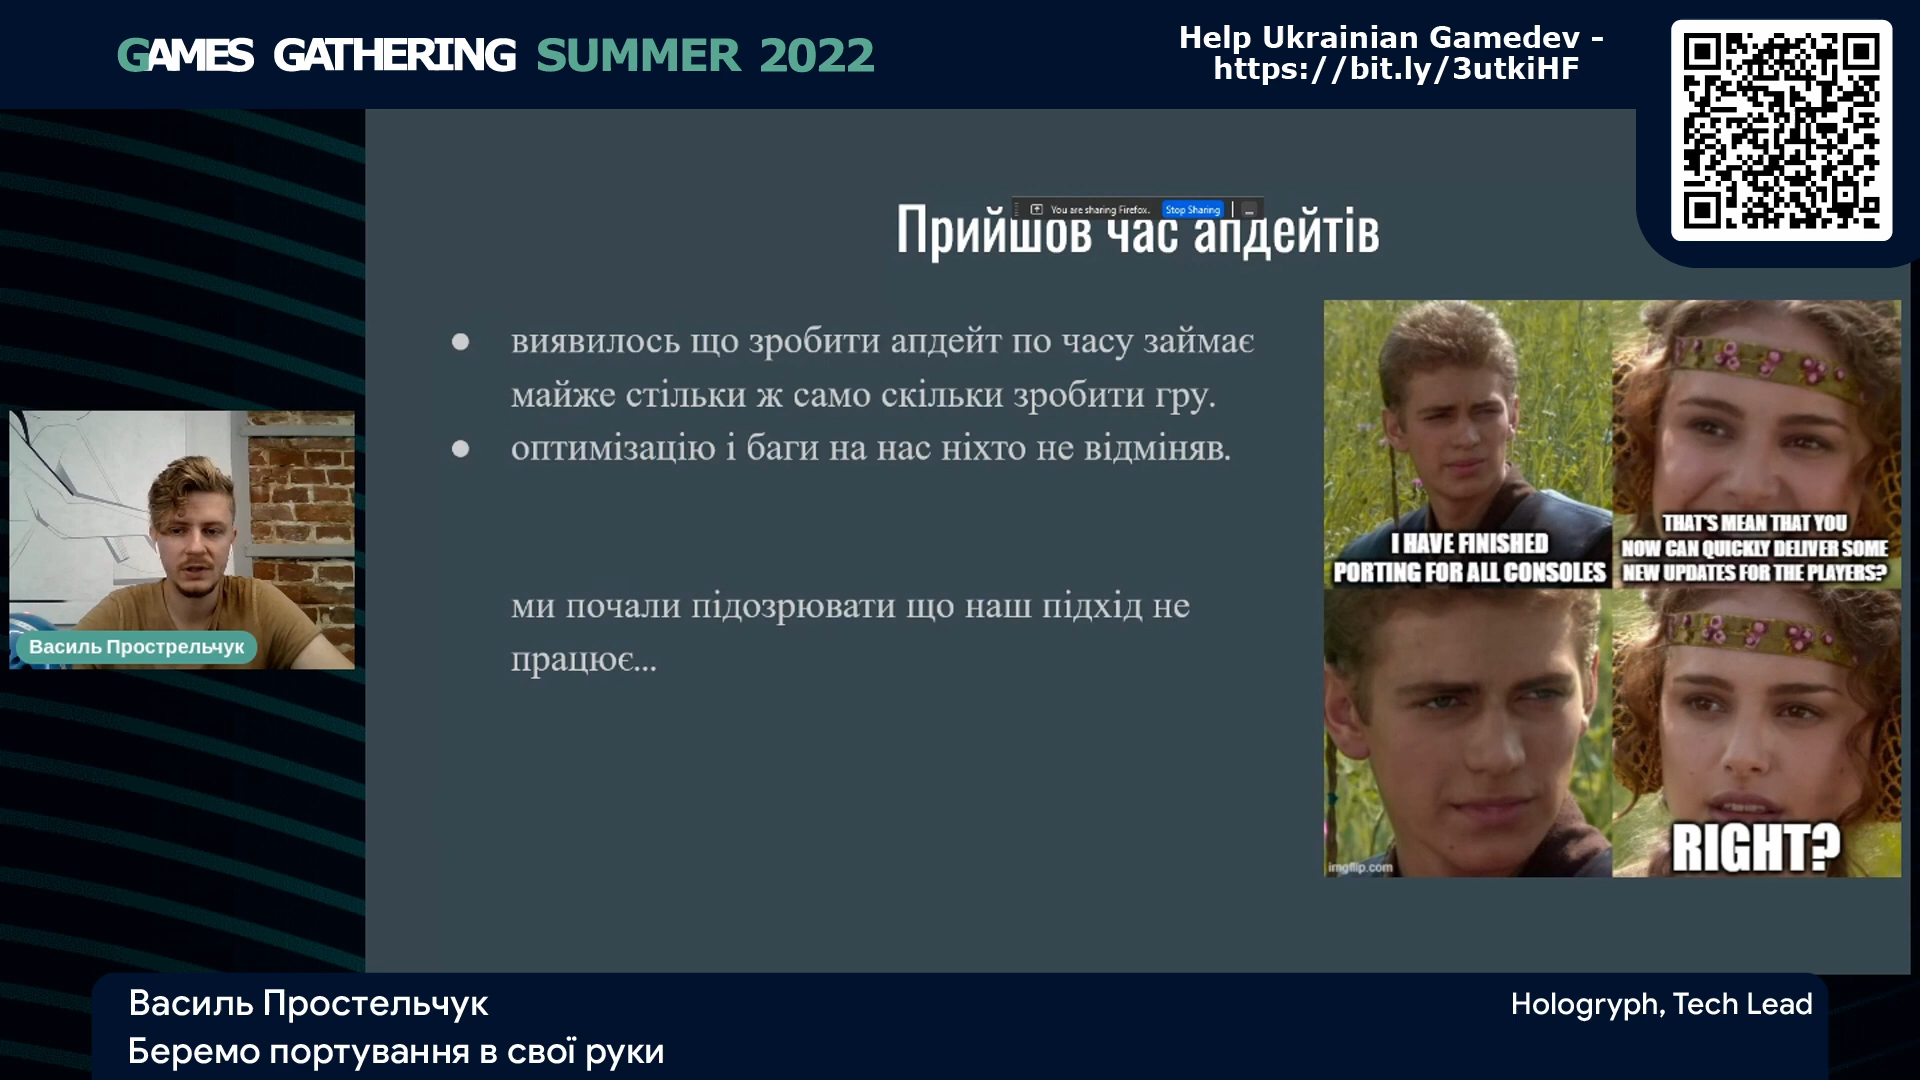 GAMES GATHERING SUMMER 2022
Help Ukrainian Gamedev -
https://bit.ly/3utkiHF
You are sharing Firefox. Stop Sharing
Прийшов час апдейтів
● виявилось що зробити апдейт по часу займає
майже стільки ж само скільки зробити гру.
● оптимізацію і баги на нас ніхто не відміняв.
ми почали підозрювати що наш підхід не
працює...
I HAVE FINISHED
PORTING FOR ALL CONSOLES
THAT'S MEAN THAT YOU
NOW CAN QUICKLY DELIVER SOME
NEW UPDATES FOR THE PLAYERS?
RIGHT?
imgflip.com
Василь Прострельчук
Василь Простельчук
Беремо портування в свої руки
Hologryph, Tech Lead